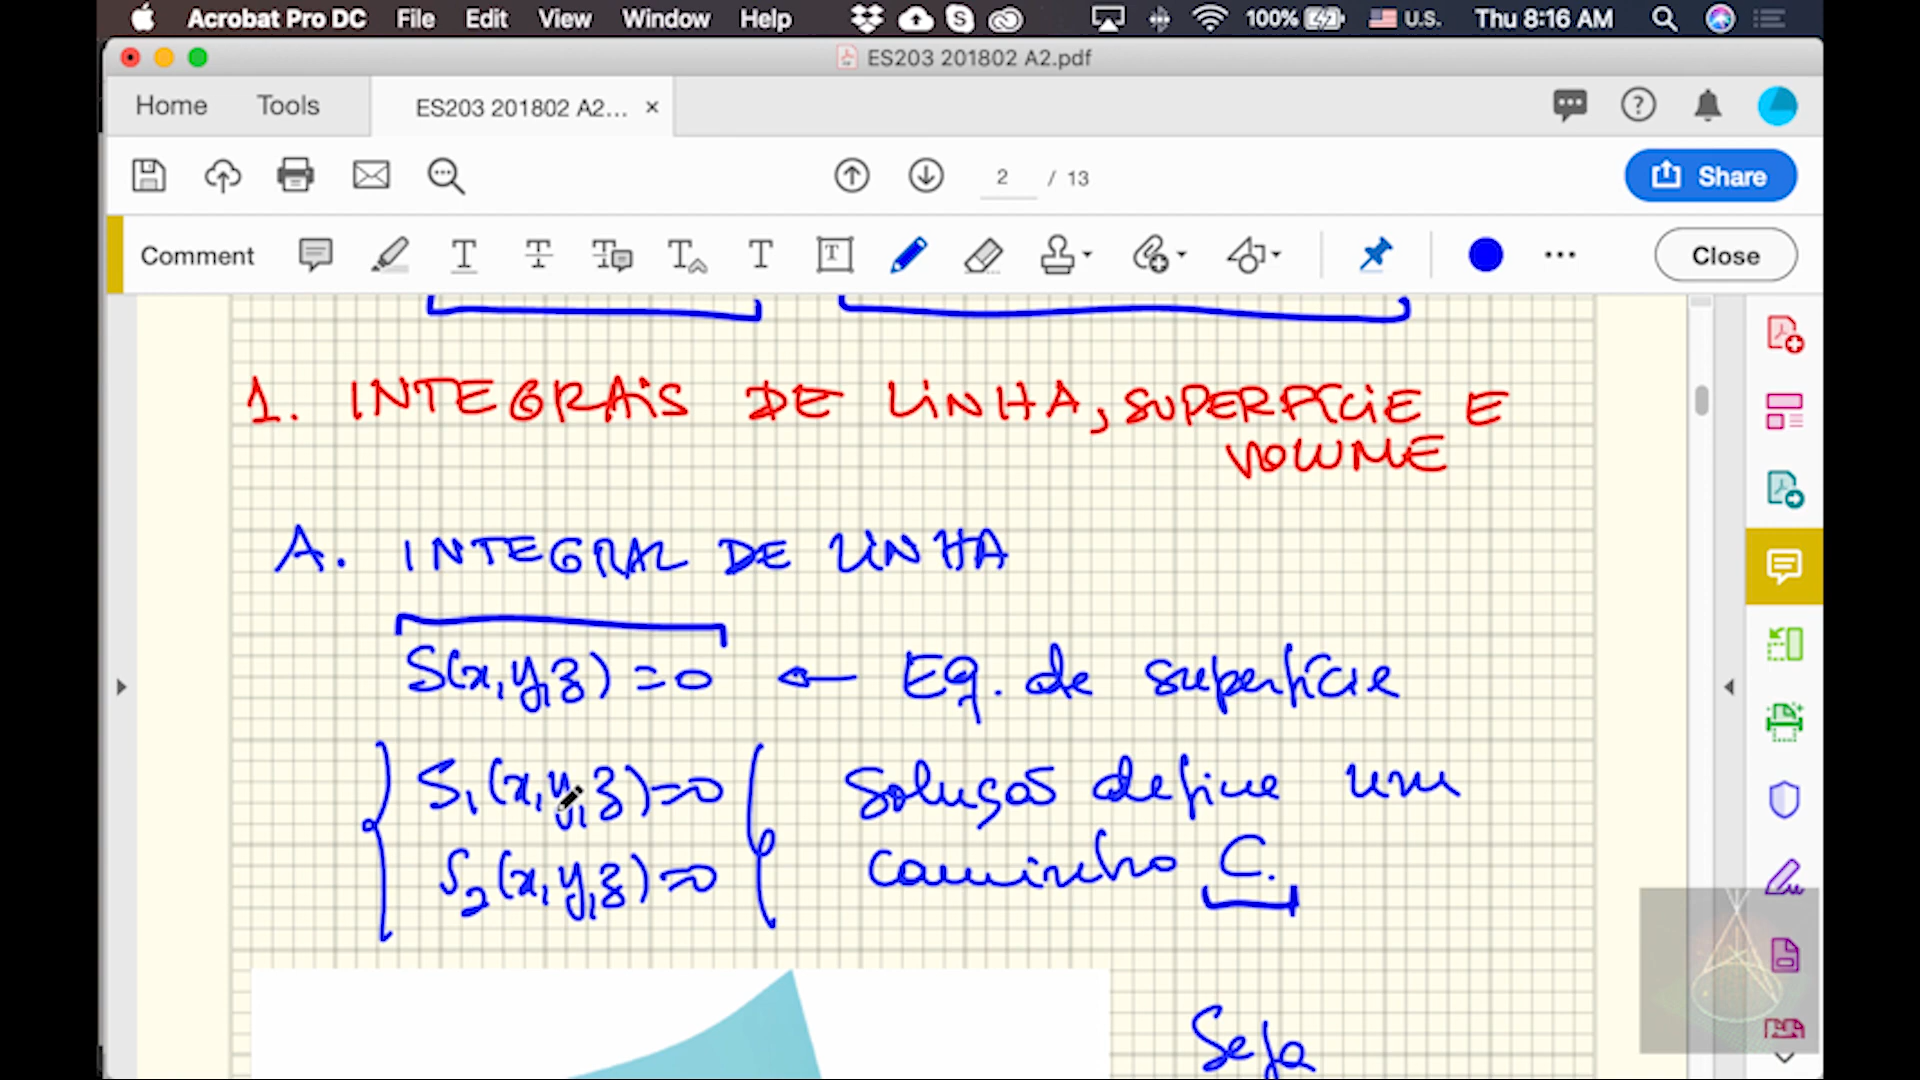 Acrobat Pro DC File Edit View Window Help 100% U.S. Thu 8:16 AM
ES203 201802 A2.pdf
Home Tools ES203 201802 A2... ×
2 / 13 Share
Comment Close
1. INTEGRAIS DE LINHA, SUPERFÍCIE E
VOLUME
A. INTEGRAL DE LINHA
S(x,y,z)=0 ← Eq. de superfície
S₁(x,y,z)=0 Solução define um
S₂(x,y,z)=0 caminho C.
Seja